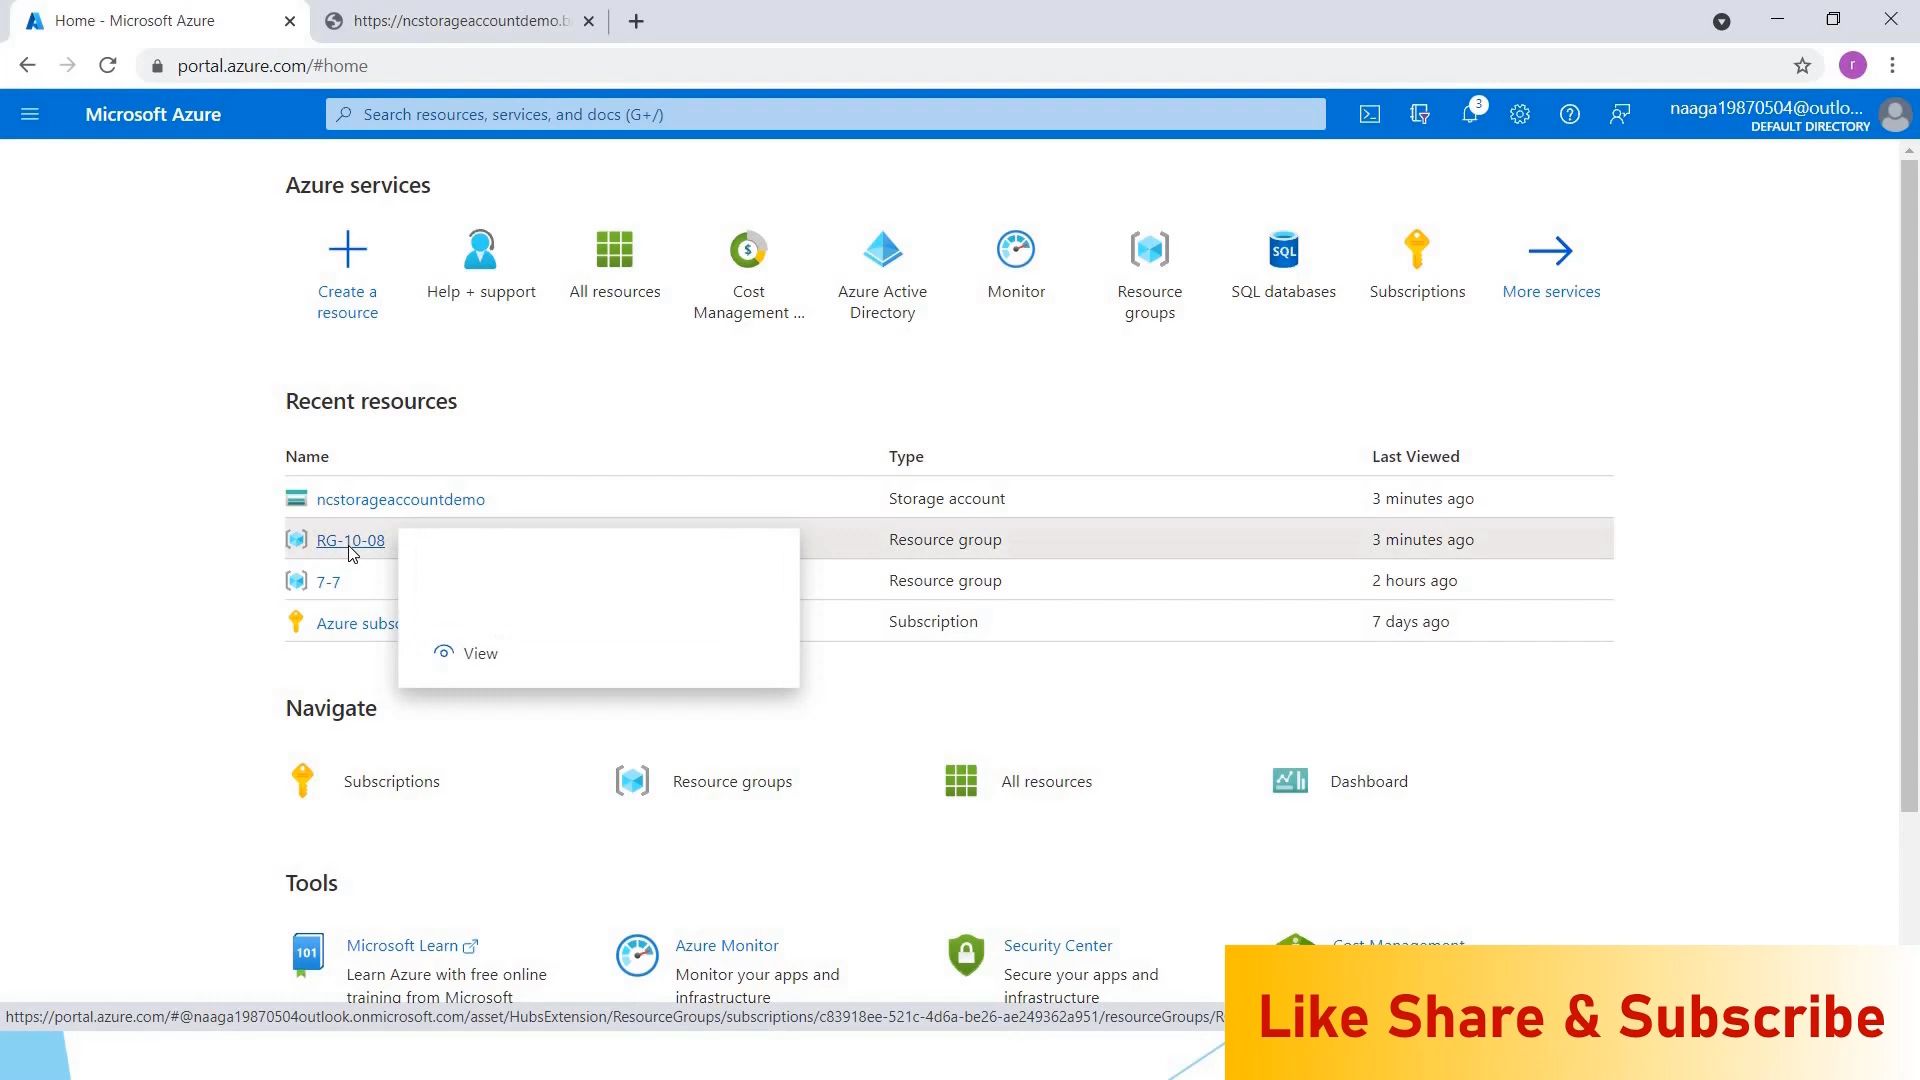 Home - Microsoft Azure
https://ncstorageaccountdemo.b
portal.azure.com/#home
r
Microsoft Azure
Search resources, services, and docs (G+/)
3
naaga19870504@outlo...
DEFAULT DIRECTORY
Azure services
Create a
resource
Help + support
All resources
Cost
Management ...
Azure Active
Directory
Monitor
Resource
groups
SQL
SQL databases
Subscriptions
More services
Recent resources
Name Type Last Viewed
ncstorageaccountdemo Storage account 3 minutes ago
RG-10-08 Resource group 3 minutes ago
7-7 Resource group 2 hours ago
Azure subsc Subscription 7 days ago
View
Navigate
Subscriptions
Resource groups
All resources
Dashboard
Tools
101
Microsoft Learn
Learn Azure with free online
training from Microsoft
Azure Monitor
Monitor your apps and
infrastructure
Security Center
Secure your apps and
infrastructure
Cost Management
https://portal.azure.com/#@naaga19870504outlook.onmicrosoft.com/asset/HubsExtension/ResourceGroups/subscriptions/c83918ee-521c-4d6a-be26-ae249362a951/resourceGroups/R
Like Share & Subscribe